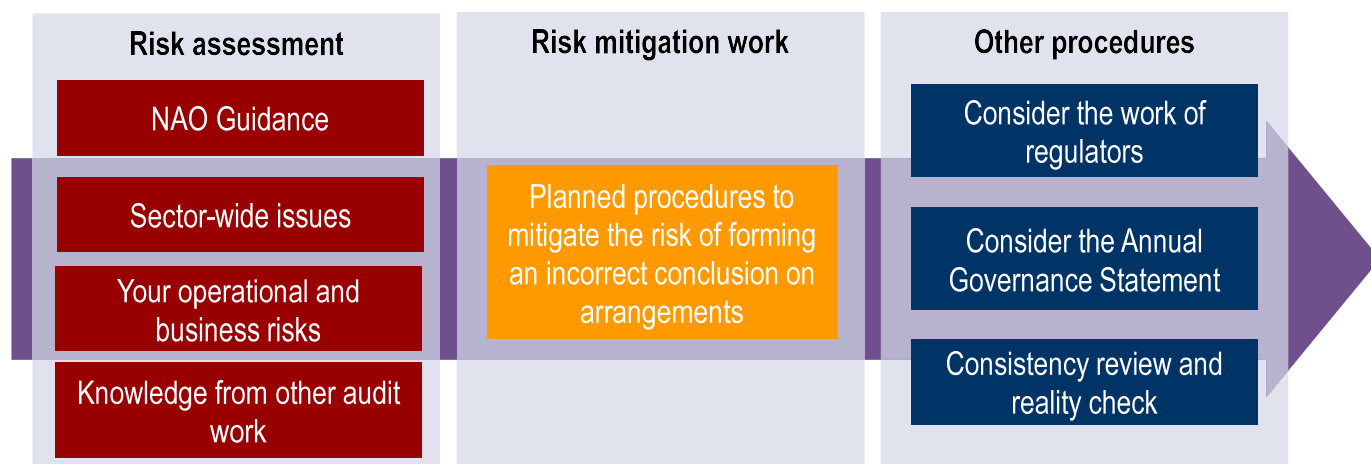 Risk assessment
NAO Guidance
Sector-wide issues
Your operational and
business risks
Knowledge from other audit
work
Risk mitigation work
Planned procedures to
mitigate the risk of forming
an incorrect conclusion on
arrangements
Other procedures
Consider the work of
regulators
Consider the Annual
Governance Statement
Consistency review and
reality check